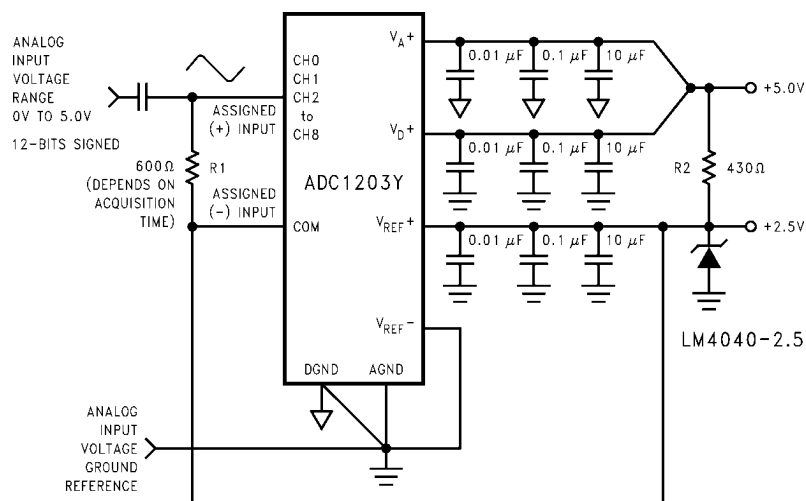 ANALOG
INPUT
VOLTAGE
RANGE
0V TO 5.0V
12-BITS SIGNED
600Ω
(DEPENDS ON
ACQUISITION
TIME)
R1
ASSIGNED
(+) INPUT
ASSIGNED
(-) INPUT
CH0
CH1
CH2
to
CH8
COM
ADC1203Y
VA+
VD+
VREF+
VREF-
DGND
AGND
0.01 µF
0.1 µF
10 µF
0.01 µF
0.1 µF
10 µF
0.01 µF
0.1 µF
10 µF
+5.0V
R2
430Ω
+2.5V
LM4040-2.5
ANALOG
INPUT
VOLTAGE
GROUND
REFERENCE